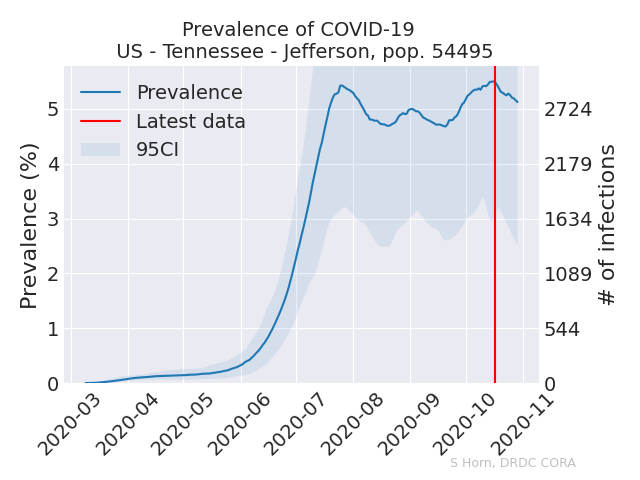 Prevalence of COVID-19
US - Tennessee - Jefferson, pop. 54495
Prevalence
Latest data
95CI
Prevalence (%)
5
4
3
2
1
0
2724
2179
1634
1089
544
0
# of infections
2020-03
2020-04
2020-05
2020-06
2020-07
2020-08
2020-09
2020-10
2020-11
S Horn, DRDC CORA